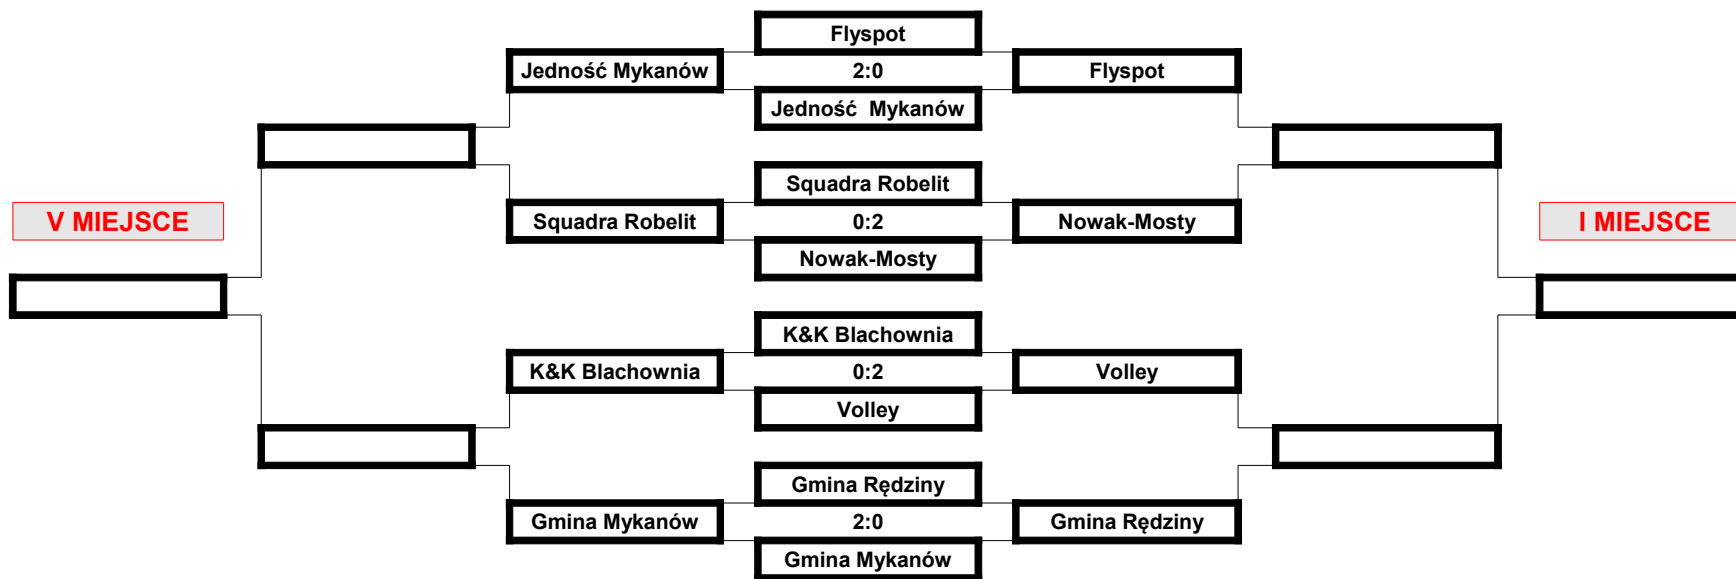 Flyspot
Jedność Mykanów 2:0 Flyspot
Jedność Mykanów
Squadra Robelit
V MIEJSCE Squadra Robelit 0:2 Nowak-Mosty I MIEJSCE
Nowak-Mosty
K&K Blachownia
K&K Blachownia 0:2 Volley
Volley
Gmina Rędziny
Gmina Mykanów 2:0 Gmina Rędziny
Gmina Mykanów